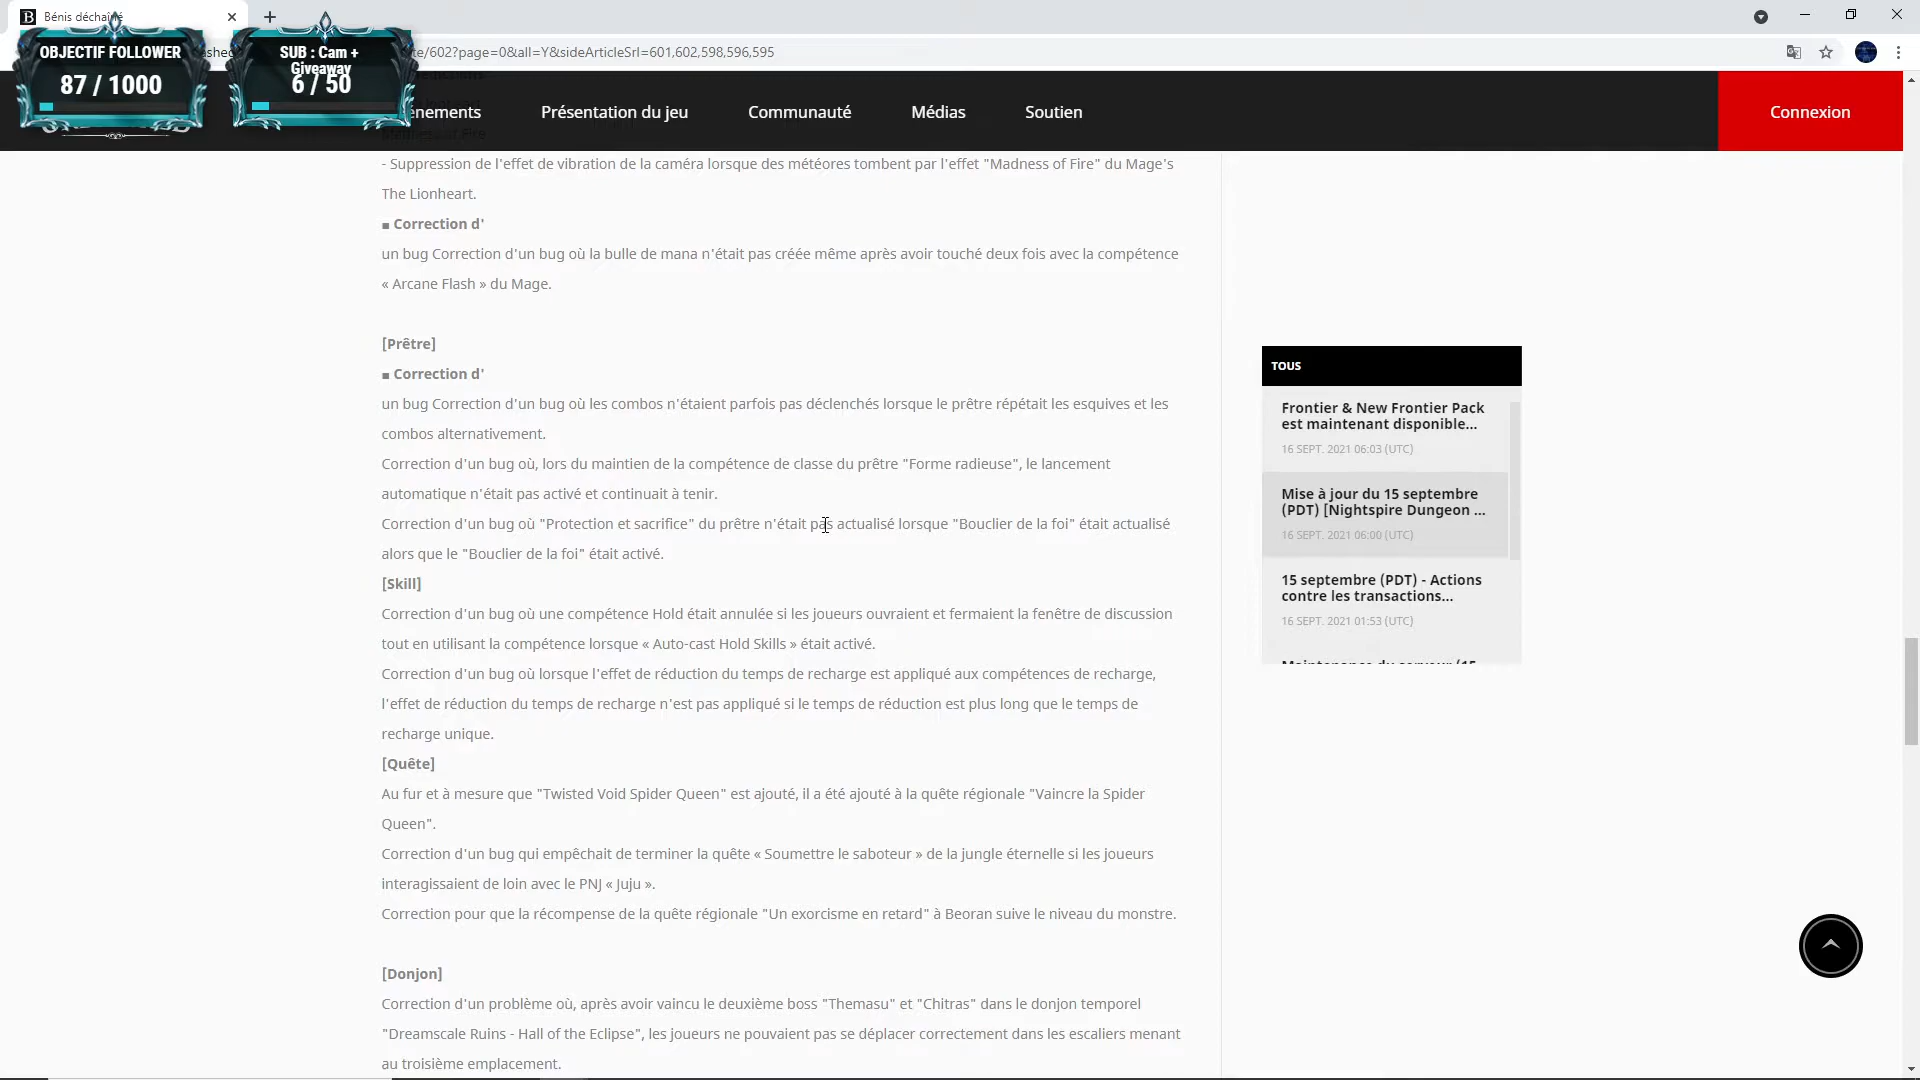 Bénis déchaîné
OBJECTIF FOLLOWER
87 / 1000
SUB : Cam +
Giveaway
6 / 50
te/602?page=0&all=Y&sideArticleSrl=601,602,598,596,595
nements
Présentation du jeu
Communauté
Médias
Soutien
Connexion
- Suppression de l'effet de vibration de la caméra lorsque des météores tombent par l'effet "Madness of Fire" du Mage's
The Lionheart.
■ Correction d'
un bug Correction d'un bug où la bulle de mana n'était pas créée même après avoir touché deux fois avec la compétence
« Arcane Flash » du Mage.
[Prêtre]
■ Correction d'
un bug Correction d'un bug où les combos n'étaient parfois pas déclenchés lorsque le prêtre répétait les esquives et les
combos alternativement.
Correction d'un bug où, lors du maintien de la compétence de classe du prêtre "Forme radieuse", le lancement
automatique n'était pas activé et continuait à tenir.
Correction d'un bug où "Protection et sacrifice" du prêtre n'était pas actualisé lorsque "Bouclier de la foi" était actualisé
alors que le "Bouclier de la foi" était activé.
[Skill]
Correction d'un bug où une compétence Hold était annulée si les joueurs ouvraient et fermaient la fenêtre de discussion
tout en utilisant la compétence lorsque « Auto-cast Hold Skills » était activé.
Correction d'un bug où lorsque l'effet de réduction du temps de recharge est appliqué aux compétences de recharge,
l'effet de réduction du temps de recharge n'est pas appliqué si le temps de réduction est plus long que le temps de
recharge unique.
[Quête]
Au fur et à mesure que "Twisted Void Spider Queen" est ajouté, il a été ajouté à la quête régionale "Vaincre la Spider
Queen".
Correction d'un bug qui empêchait de terminer la quête « Soumettre le saboteur » de la jungle éternelle si les joueurs
interagissaient de loin avec le PNJ « Juju ».
Correction pour que la récompense de la quête régionale "Un exorcisme en retard" à Beoran suive le niveau du monstre.
[Donjon]
Correction d'un problème où, après avoir vaincu le deuxième boss "Themasu" et "Chitras" dans le donjon temporel
"Dreamscale Ruins - Hall of the Eclipse", les joueurs ne pouvaient pas se déplacer correctement dans les escaliers menant
au troisième emplacement.
TOUS
Frontier & New Frontier Pack
est maintenant disponible...
16 SEPT. 2021 06:03 (UTC)
Mise à jour du 15 septembre
(PDT) [Nightspire Dungeon ...
16 SEPT. 2021 06:00 (UTC)
15 septembre (PDT) - Actions
contre les transactions...
16 SEPT. 2021 01:53 (UTC)
Maintenance du serveur (15